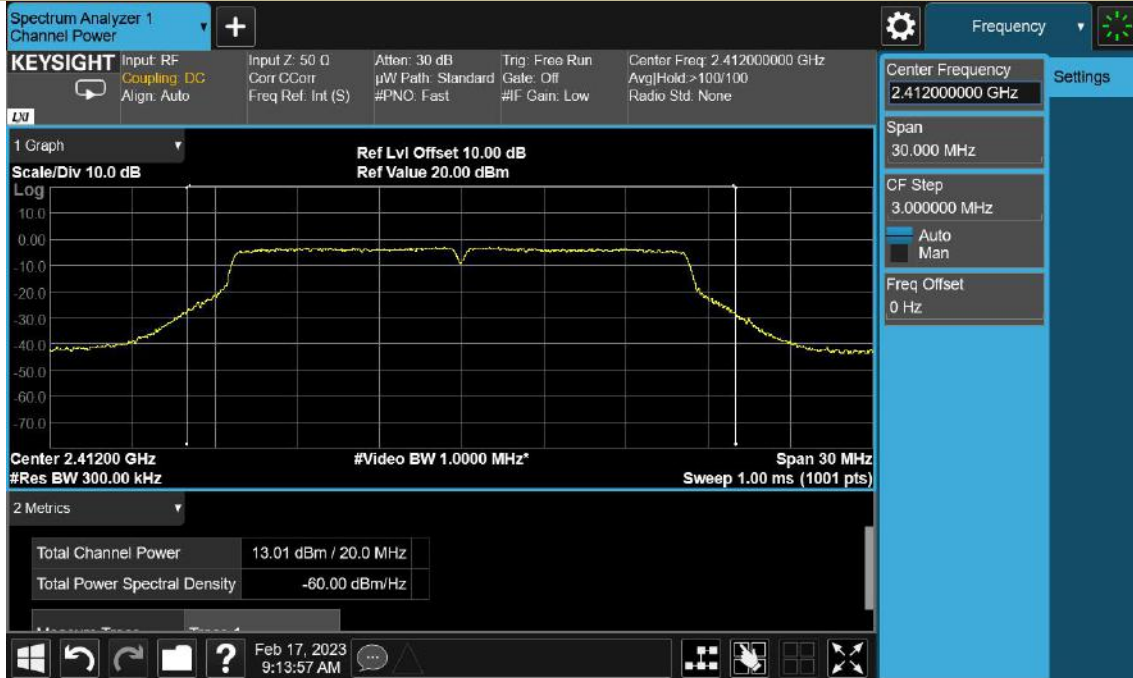 Spectrum Analyzer 1
Channel Power
Frequency
KEYSIGHT
Input: RF
Coupling: DC
Align: Auto
Input Z: 50 Ω
Corr CCorr
Freq Ref: Int (S)
Atten: 30 dB
µW Path: Standard
#PNO: Fast
Trig: Free Run
Gate: Off
#IF Gain: Low
Center Freq: 2.412000000 GHz
Avg|Hold:>100/100
Radio Std: None
LXI
Center Frequency
2.412000000 GHz
Settings
Span
30.000 MHz
CF Step
3.000000 MHz
Auto
Man
Freq Offset
0 Hz
1 Graph
Scale/Div 10.0 dB
Ref Lvl Offset 10.00 dB
Ref Value 20.00 dBm
Log
10.0
0.00
-10.0
-20.0
-30.0
-40.0
-50.0
-60.0
-70.0
Center 2.41200 GHz
#Video BW 1.0000 MHz*
Span 30 MHz
#Res BW 300.00 kHz
Sweep 1.00 ms (1001 pts)
2 Metrics
Total Channel Power 13.01 dBm / 20.0 MHz
Total Power Spectral Density -60.00 dBm/Hz
?
Feb 17, 2023
9:13:57 AM